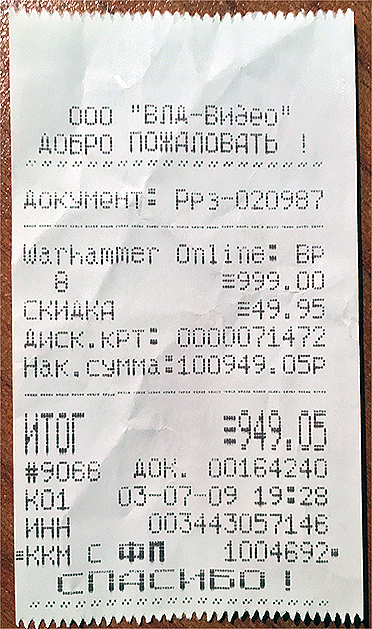 ООО "ВЛД-Видео"
ДОБРО ПОЖАЛОВАТЬ !
Документ: Ррз-020987
Warhammer Online: Вр
8 ≡999.00
СКИДКА ≡49.95
ДИСК.КРТ: 0000071472
Нак.сумма:100949.05р
ИТОГ ≡949.05
#9066 ДОК. 00164240
К01 03-07-09 19:28
ИНН 003443057146
≡ККМ С ФП 1004692≡
СПАСИБО!